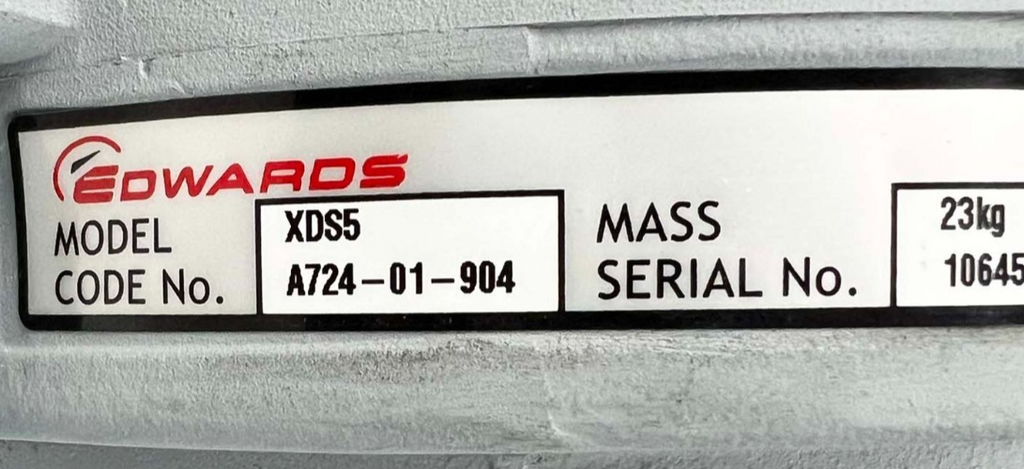 EDWARDS
MODEL XDS5 MASS 23kg
CODE No. A724-01-904 SERIAL No. 10645